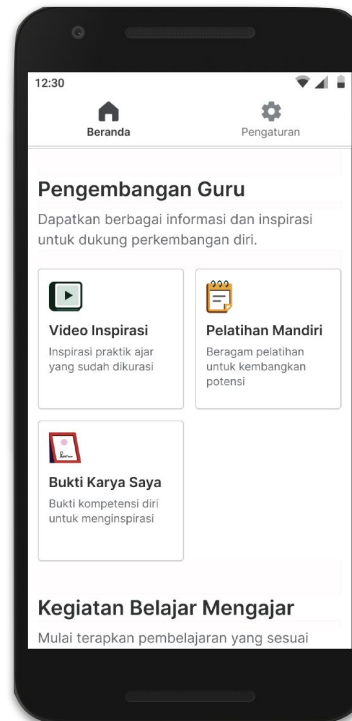 12:30
Beranda
Pengaturan
Pengembangan Guru
Dapatkan berbagai informasi dan inspirasi
untuk dukung perkembangan diri.
Video Inspirasi
Inspirasi praktik ajar
yang sudah dikurasi
Pelatihan Mandiri
Beragam pelatihan
untuk kembangkan
potensi
Bukti Karya Saya
Bukti kompetensi diri
untuk menginspirasi
Kegiatan Belajar Mengajar
Mulai terapkan pembelajaran yang sesuai